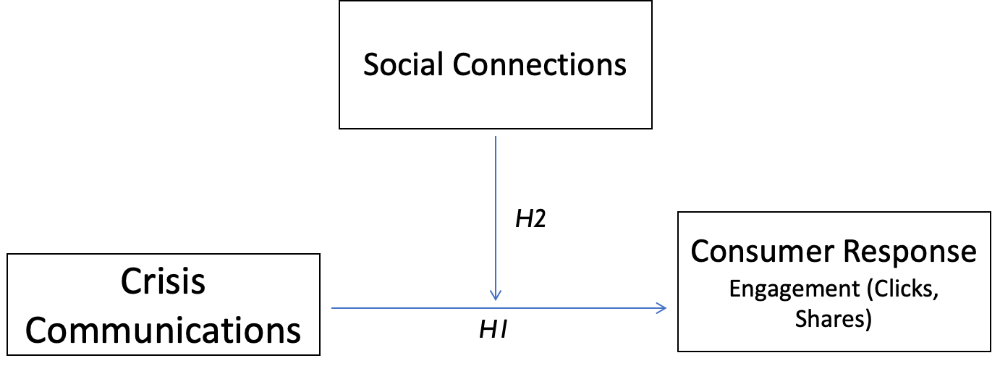 Social Connections
H2
Consumer Response
Engagement (Clicks,
Shares)
Crisis
Communications
H1